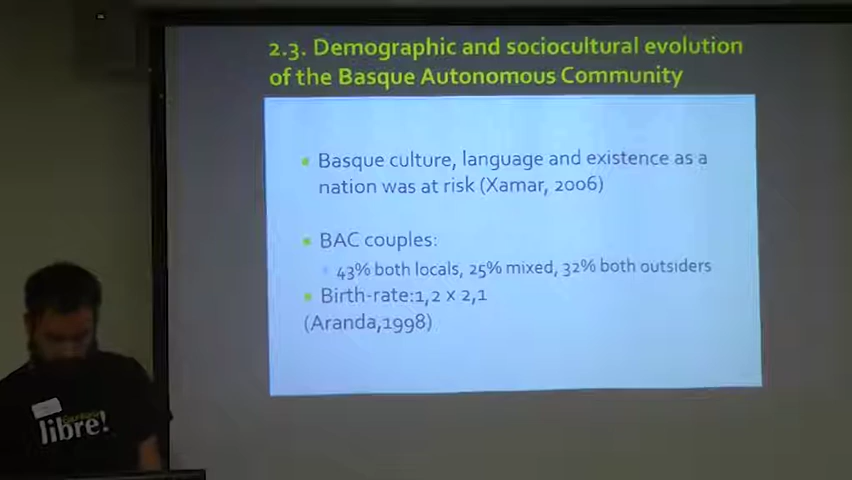 2.3. Demographic and sociocultural evolution
of the Basque Autonomous Community
Basque culture, language and existence as a
nation was at risk (Xamar, 2006)
BAC couples:
43% both locals, 25% mixed, 32% both outsiders
Birth-rate:1,2 x 2,1
(Aranda,1998)
libre!